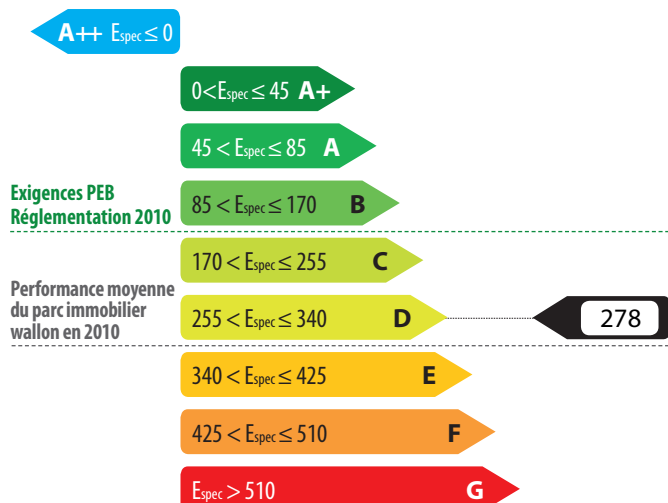 A++ Espec ≤ 0
0<Espec ≤ 45 A+
45 < Espec ≤ 85 A
Exigences PEB
Réglementation 2010
85 < Espec ≤ 170 B
170 < Espec ≤ 255 C
Performance moyenne
du parc immobilier
wallon en 2010
255 < Espec ≤ 340 D
278
340 < Espec ≤ 425 E
425 < Espec ≤ 510 F
Espec > 510 G